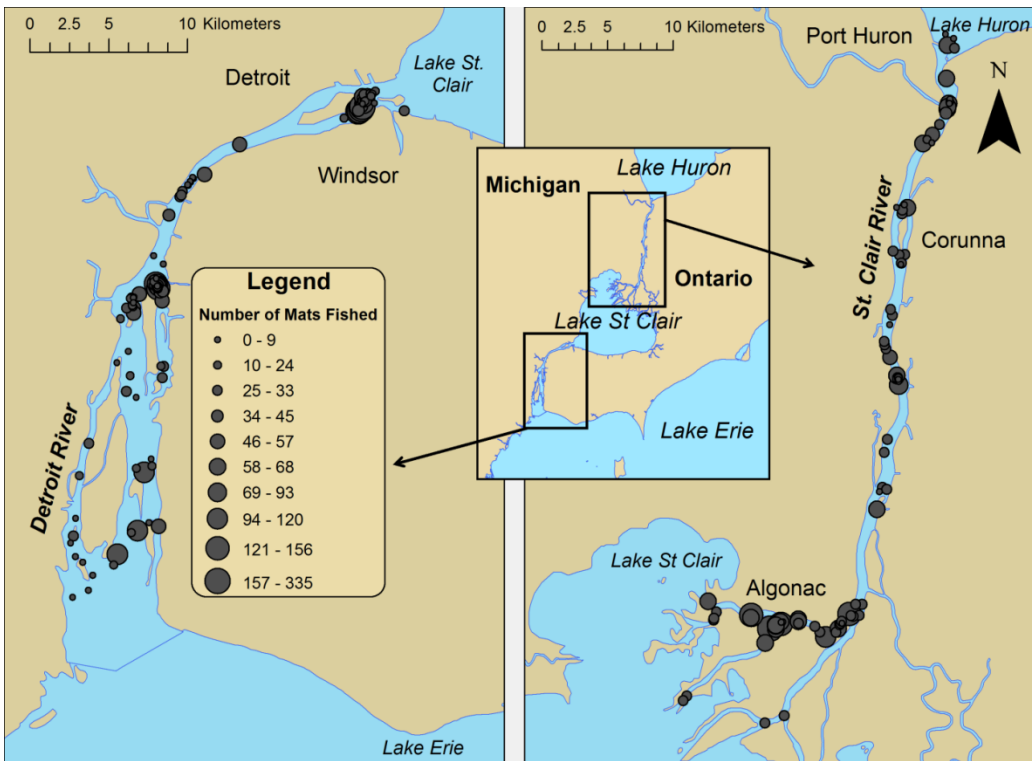 0 2.5 5 10 Kilometers
Detroit
Lake St.
Clair
Windsor
Detroit River
Legend
Number of Mats Fished
0 - 9
10 - 24
25 - 33
34 - 45
46 - 57
58 - 68
69 - 93
94 - 120
121 - 156
157 - 335
Lake Erie
Lake Huron
Michigan
Ontario
Lake St Clair
Lake Erie
0 2.5 5 10 Kilometers
Port Huron
Lake Huron
N
St. Clair River
Corunna
Lake St Clair
Algonac